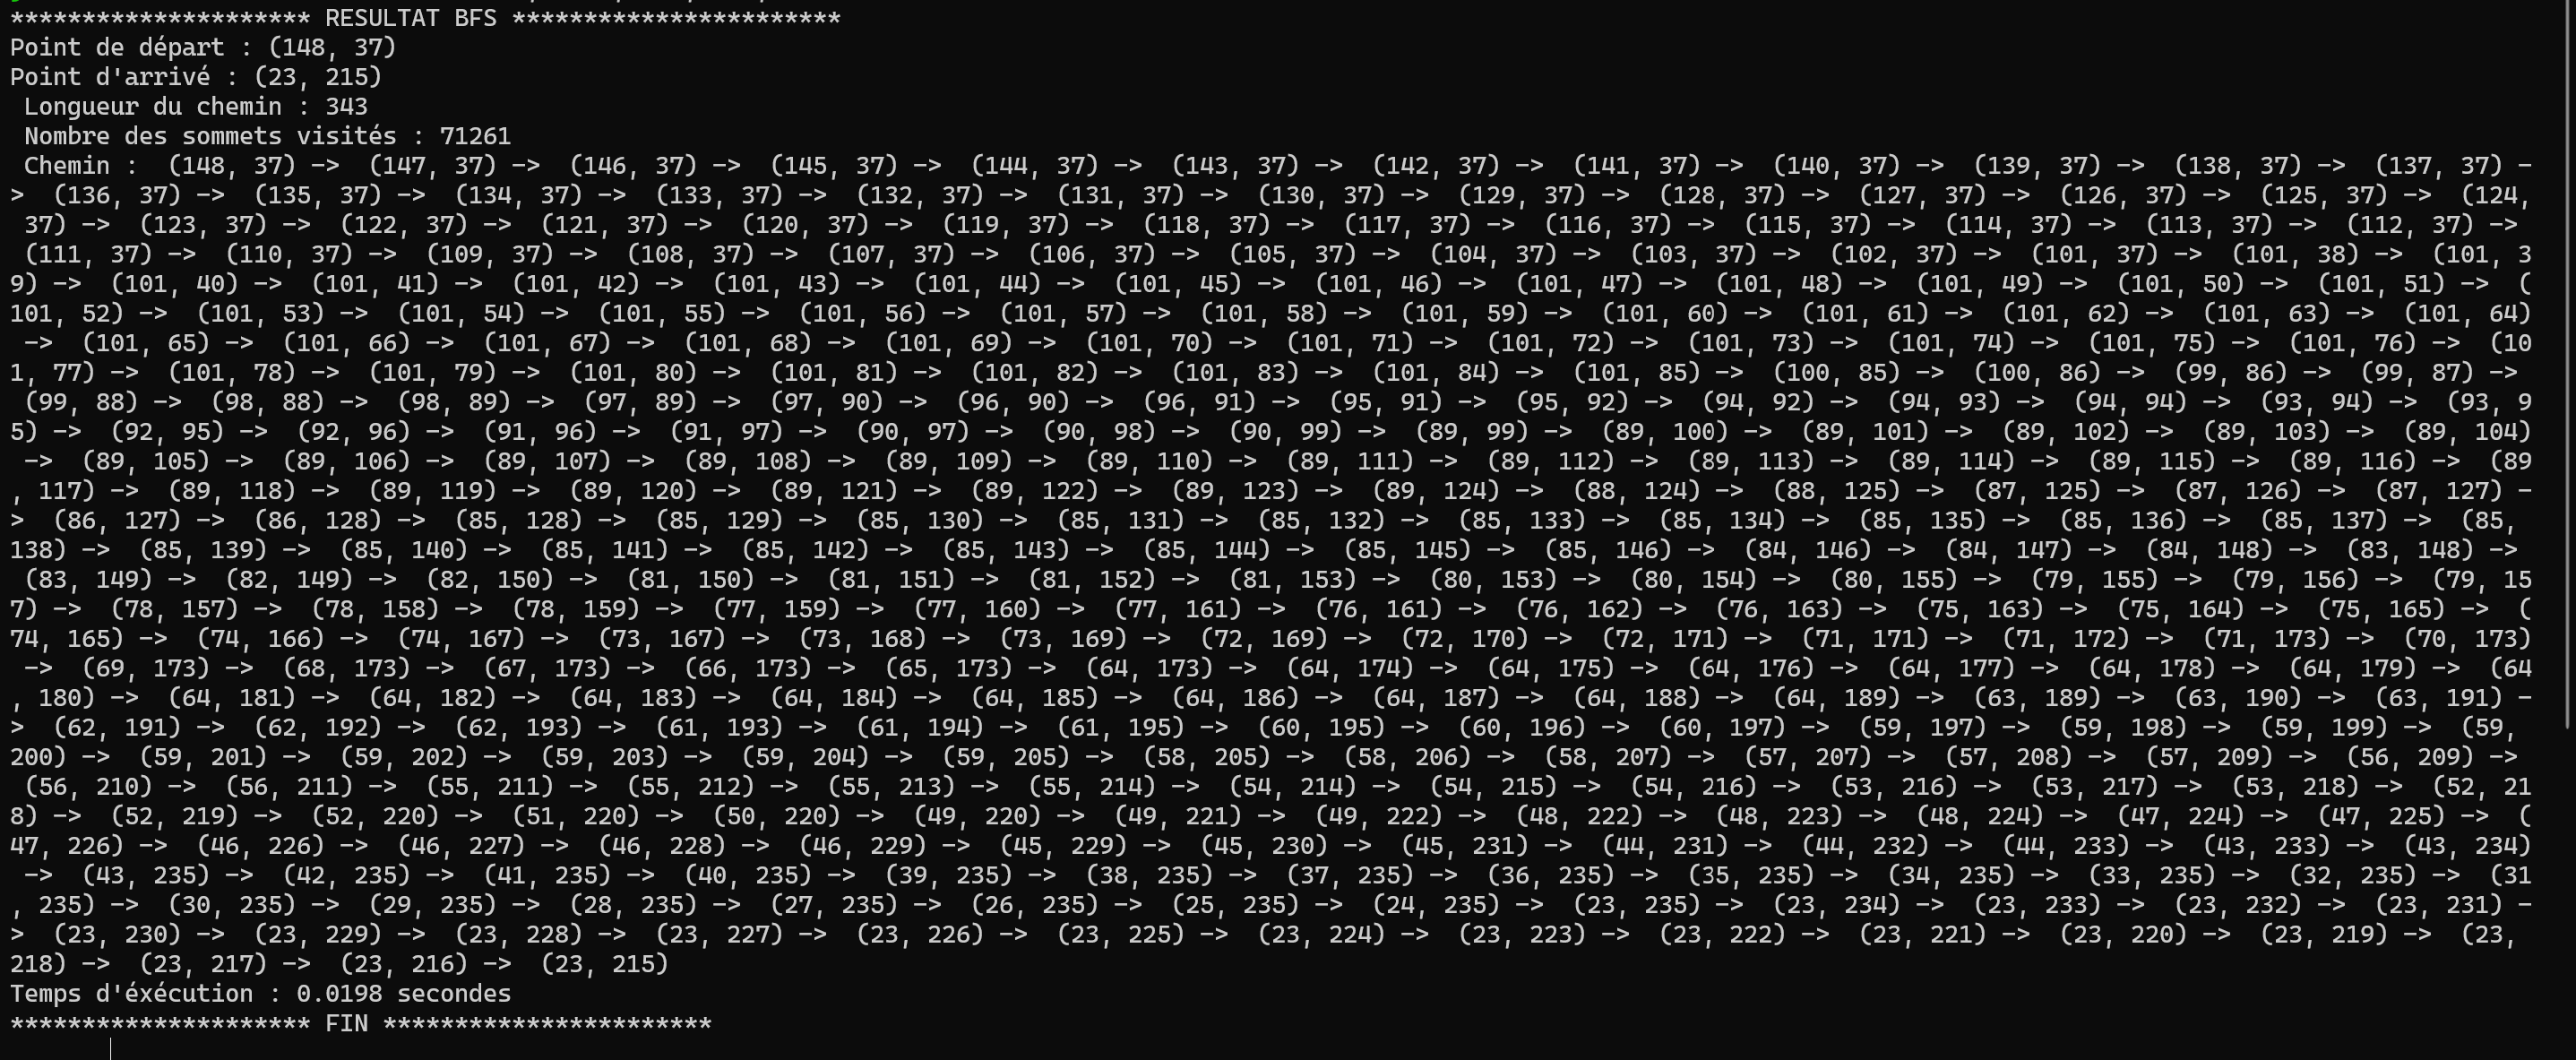 ********************* RESULTAT BFS ***********************
Point de départ : (148, 37)
Point d'arrivé : (23, 215)
 Longueur du chemin : 343
 Nombre des sommets visités : 71261
 Chemin :  (148, 37) ->  (147, 37) ->  (146, 37) ->  (145, 37) ->  (144, 37) ->  (143, 37) ->  (142, 37) ->  (141, 37) ->  (140, 37) ->  (139, 37) ->  (138, 37) ->  (137, 37) -
>  (136, 37) ->  (135, 37) ->  (134, 37) ->  (133, 37) ->  (132, 37) ->  (131, 37) ->  (130, 37) ->  (129, 37) ->  (128, 37) ->  (127, 37) ->  (126, 37) ->  (125, 37) ->  (124,
 37) ->  (123, 37) ->  (122, 37) ->  (121, 37) ->  (120, 37) ->  (119, 37) ->  (118, 37) ->  (117, 37) ->  (116, 37) ->  (115, 37) ->  (114, 37) ->  (113, 37) ->  (112, 37) ->
 (111, 37) ->  (110, 37) ->  (109, 37) ->  (108, 37) ->  (107, 37) ->  (106, 37) ->  (105, 37) ->  (104, 37) ->  (103, 37) ->  (102, 37) ->  (101, 37) ->  (101, 38) ->  (101, 3
9) ->  (101, 40) ->  (101, 41) ->  (101, 42) ->  (101, 43) ->  (101, 44) ->  (101, 45) ->  (101, 46) ->  (101, 47) ->  (101, 48) ->  (101, 49) ->  (101, 50) ->  (101, 51) ->  (
101, 52) ->  (101, 53) ->  (101, 54) ->  (101, 55) ->  (101, 56) ->  (101, 57) ->  (101, 58) ->  (101, 59) ->  (101, 60) ->  (101, 61) ->  (101, 62) ->  (101, 63) ->  (101, 64)
 ->  (101, 65) ->  (101, 66) ->  (101, 67) ->  (101, 68) ->  (101, 69) ->  (101, 70) ->  (101, 71) ->  (101, 72) ->  (101, 73) ->  (101, 74) ->  (101, 75) ->  (101, 76) ->  (10
1, 77) ->  (101, 78) ->  (101, 79) ->  (101, 80) ->  (101, 81) ->  (101, 82) ->  (101, 83) ->  (101, 84) ->  (101, 85) ->  (100, 85) ->  (100, 86) ->  (99, 86) ->  (99, 87) ->
 (99, 88) ->  (98, 88) ->  (98, 89) ->  (97, 89) ->  (97, 90) ->  (96, 90) ->  (96, 91) ->  (95, 91) ->  (95, 92) ->  (94, 92) ->  (94, 93) ->  (94, 94) ->  (93, 94) ->  (93, 9
5) ->  (92, 95) ->  (92, 96) ->  (91, 96) ->  (91, 97) ->  (90, 97) ->  (90, 98) ->  (90, 99) ->  (89, 99) ->  (89, 100) ->  (89, 101) ->  (89, 102) ->  (89, 103) ->  (89, 104)
 ->  (89, 105) ->  (89, 106) ->  (89, 107) ->  (89, 108) ->  (89, 109) ->  (89, 110) ->  (89, 111) ->  (89, 112) ->  (89, 113) ->  (89, 114) ->  (89, 115) ->  (89, 116) ->  (89
, 117) ->  (89, 118) ->  (89, 119) ->  (89, 120) ->  (89, 121) ->  (89, 122) ->  (89, 123) ->  (89, 124) ->  (88, 124) ->  (88, 125) ->  (87, 125) ->  (87, 126) ->  (87, 127) -
>  (86, 127) ->  (86, 128) ->  (85, 128) ->  (85, 129) ->  (85, 130) ->  (85, 131) ->  (85, 132) ->  (85, 133) ->  (85, 134) ->  (85, 135) ->  (85, 136) ->  (85, 137) ->  (85,
138) ->  (85, 139) ->  (85, 140) ->  (85, 141) ->  (85, 142) ->  (85, 143) ->  (85, 144) ->  (85, 145) ->  (85, 146) ->  (84, 146) ->  (84, 147) ->  (84, 148) ->  (83, 148) ->
 (83, 149) ->  (82, 149) ->  (82, 150) ->  (81, 150) ->  (81, 151) ->  (81, 152) ->  (81, 153) ->  (80, 153) ->  (80, 154) ->  (80, 155) ->  (79, 155) ->  (79, 156) ->  (79, 15
7) ->  (78, 157) ->  (78, 158) ->  (78, 159) ->  (77, 159) ->  (77, 160) ->  (77, 161) ->  (76, 161) ->  (76, 162) ->  (76, 163) ->  (75, 163) ->  (75, 164) ->  (75, 165) ->  (
74, 165) ->  (74, 166) ->  (74, 167) ->  (73, 167) ->  (73, 168) ->  (73, 169) ->  (72, 169) ->  (72, 170) ->  (72, 171) ->  (71, 171) ->  (71, 172) ->  (71, 173) ->  (70, 173)
 ->  (69, 173) ->  (68, 173) ->  (67, 173) ->  (66, 173) ->  (65, 173) ->  (64, 173) ->  (64, 174) ->  (64, 175) ->  (64, 176) ->  (64, 177) ->  (64, 178) ->  (64, 179) ->  (64
, 180) ->  (64, 181) ->  (64, 182) ->  (64, 183) ->  (64, 184) ->  (64, 185) ->  (64, 186) ->  (64, 187) ->  (64, 188) ->  (64, 189) ->  (63, 189) ->  (63, 190) ->  (63, 191) -
>  (62, 191) ->  (62, 192) ->  (62, 193) ->  (61, 193) ->  (61, 194) ->  (61, 195) ->  (60, 195) ->  (60, 196) ->  (60, 197) ->  (59, 197) ->  (59, 198) ->  (59, 199) ->  (59,
200) ->  (59, 201) ->  (59, 202) ->  (59, 203) ->  (59, 204) ->  (59, 205) ->  (58, 205) ->  (58, 206) ->  (58, 207) ->  (57, 207) ->  (57, 208) ->  (57, 209) ->  (56, 209) ->
 (56, 210) ->  (56, 211) ->  (55, 211) ->  (55, 212) ->  (55, 213) ->  (55, 214) ->  (54, 214) ->  (54, 215) ->  (54, 216) ->  (53, 216) ->  (53, 217) ->  (53, 218) ->  (52, 21
8) ->  (52, 219) ->  (52, 220) ->  (51, 220) ->  (50, 220) ->  (49, 220) ->  (49, 221) ->  (49, 222) ->  (48, 222) ->  (48, 223) ->  (48, 224) ->  (47, 224) ->  (47, 225) ->  (
47, 226) ->  (46, 226) ->  (46, 227) ->  (46, 228) ->  (46, 229) ->  (45, 229) ->  (45, 230) ->  (45, 231) ->  (44, 231) ->  (44, 232) ->  (44, 233) ->  (43, 233) ->  (43, 234)
 ->  (43, 235) ->  (42, 235) ->  (41, 235) ->  (40, 235) ->  (39, 235) ->  (38, 235) ->  (37, 235) ->  (36, 235) ->  (35, 235) ->  (34, 235) ->  (33, 235) ->  (32, 235) ->  (31
, 235) ->  (30, 235) ->  (29, 235) ->  (28, 235) ->  (27, 235) ->  (26, 235) ->  (25, 235) ->  (24, 235) ->  (23, 235) ->  (23, 234) ->  (23, 233) ->  (23, 232) ->  (23, 231) -
>  (23, 230) ->  (23, 229) ->  (23, 228) ->  (23, 227) ->  (23, 226) ->  (23, 225) ->  (23, 224) ->  (23, 223) ->  (23, 222) ->  (23, 221) ->  (23, 220) ->  (23, 219) ->  (23,
218) ->  (23, 217) ->  (23, 216) ->  (23, 215)
Temps d'éxécution : 0.0198 secondes
********************* FIN ***********************